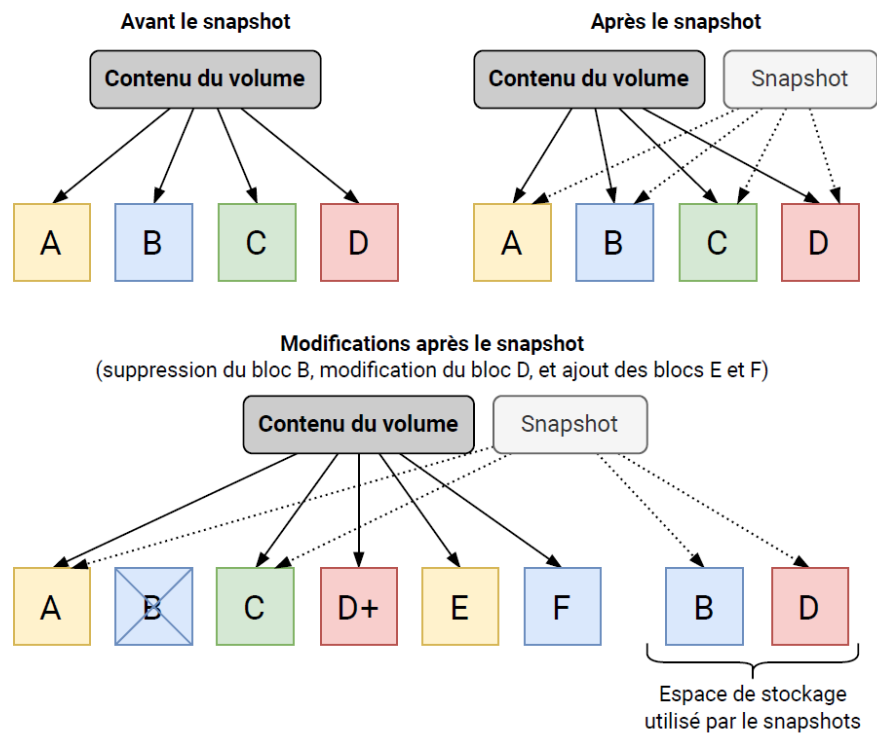 Avant le snapshot
Après le snapshot
Contenu du volume
Contenu du volume
Snapshot
A
B
C
D
A
B
C
D
Modifications après le snapshot
(suppression du bloc B, modification du bloc D, et ajout des blocs E et F)
Contenu du volume
Snapshot
A
B
C
D+
E
F
B
D
Espace de stockage
utilisé par le snapshots